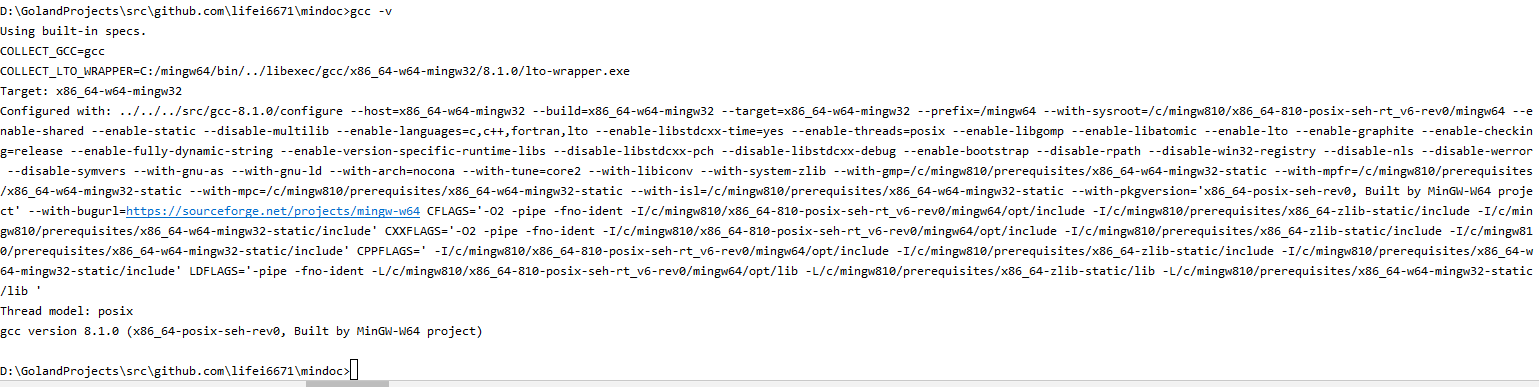 D:\GolandProjects\src\github.com\lifei6671\mindoc>gcc -v
Using built-in specs.
COLLECT_GCC=gcc
COLLECT_LTO_WRAPPER=C:/mingw64/bin/../libexec/gcc/x86_64-w64-mingw32/8.1.0/lto-wrapper.exe
Target: x86_64-w64-mingw32
Configured with: ../../../src/gcc-8.1.0/configure --host=x86_64-w64-mingw32 --build=x86_64-w64-mingw32 --target=x86_64-w64-mingw32 --prefix=/mingw64 --with-sysroot=/c/mingw810/x86_64-810-posix-seh-rt_v6-rev0/mingw64 --e
nable-shared --enable-static --disable-multilib --enable-languages=c,c++,fortran,lto --enable-libstdcxx-time=yes --enable-threads=posix --enable-libgomp --enable-libatomic --enable-lto --enable-graphite --enable-checkin
g=release --enable-fully-dynamic-string --enable-version-specific-runtime-libs --disable-libstdcxx-pch --disable-libstdcxx-debug --enable-bootstrap --disable-rpath --disable-win32-registry --disable-nls --disable-werror
 --disable-symvers --with-gnu-as --with-gnu-ld --with-arch=nocona --with-tune=core2 --with-libiconv --with-system-zlib --with-gmp=/c/mingw810/prerequisites/x86_64-w64-mingw32-static --with-mpfr=/c/mingw810/prerequisites
/x86_64-w64-mingw32-static --with-mpc=/c/mingw810/prerequisites/x86_64-w64-mingw32-static --with-isl=/c/mingw810/prerequisites/x86_64-w64-mingw32-static --with-pkgversion='x86_64-posix-seh-rev0, Built by MinGW-W64 proje
ct' --with-bugurl=https://sourceforge.net/projects/mingw-w64 CFLAGS='-O2 -pipe -fno-ident -I/c/mingw810/x86_64-810-posix-seh-rt_v6-rev0/mingw64/opt/include -I/c/mingw810/prerequisites/x86_64-zlib-static/include -I/c/min
gw810/prerequisites/x86_64-w64-mingw32-static/include' CXXFLAGS='-O2 -pipe -fno-ident -I/c/mingw810/x86_64-810-posix-seh-rt_v6-rev0/mingw64/opt/include -I/c/mingw810/prerequisites/x86_64-zlib-static/include -I/c/mingw81
0/prerequisites/x86_64-w64-mingw32-static/include' CPPFLAGS=' -I/c/mingw810/x86_64-810-posix-seh-rt_v6-rev0/mingw64/opt/include -I/c/mingw810/prerequisites/x86_64-zlib-static/include -I/c/mingw810/prerequisites/x86_64-w
64-mingw32-static/include' LDFLAGS='-pipe -fno-ident -L/c/mingw810/x86_64-810-posix-seh-rt_v6-rev0/mingw64/opt/lib -L/c/mingw810/prerequisites/x86_64-zlib-static/lib -L/c/mingw810/prerequisites/x86_64-w64-mingw32-static
/lib '
Thread model: posix
gcc version 8.1.0 (x86_64-posix-seh-rev0, Built by MinGW-W64 project)
D:\GolandProjects\src\github.com\lifei6671\mindoc>